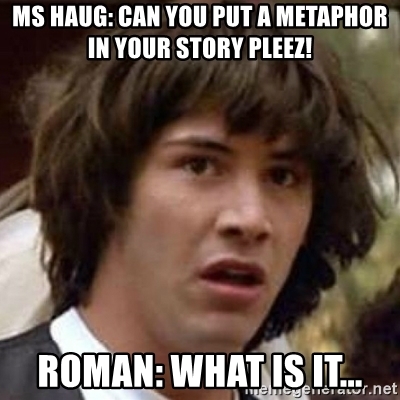 MS HAUG: CAN YOU PUT A METAPHOR
IN YOUR STORY PLEEZ!
ROMAN: WHAT IS IT...
memegenerator.net